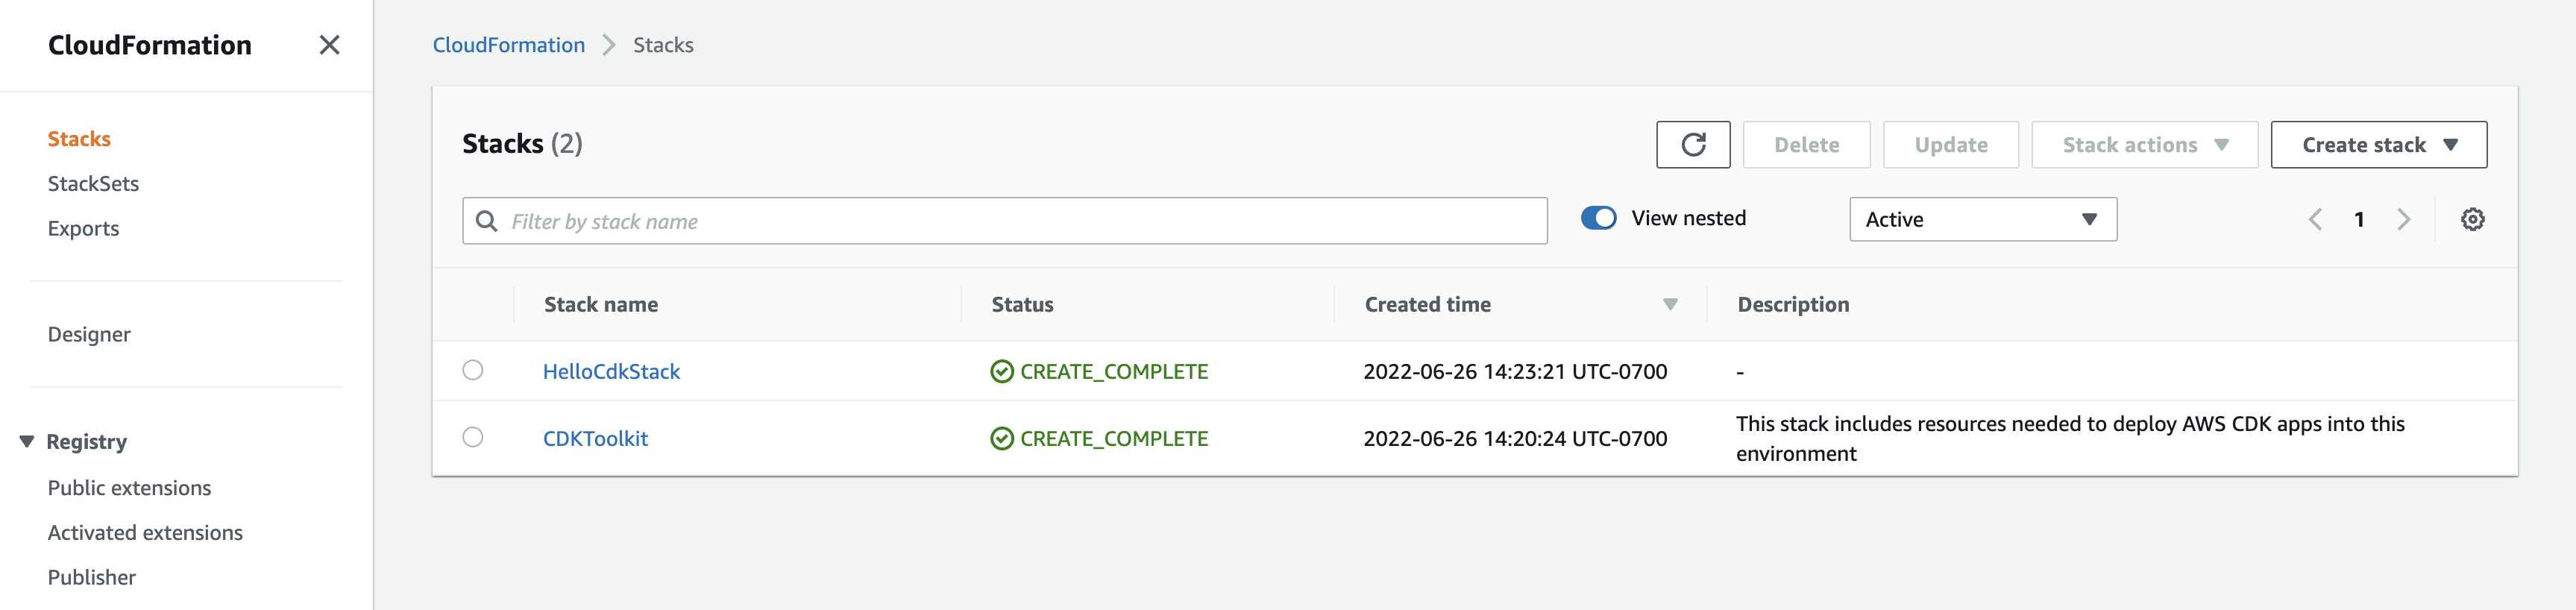 CloudFormation
Stacks
StackSets
Exports
Designer
Registry
Public extensions
Activated extensions
Publisher
CloudFormation Stacks
Stacks (2)
Delete Update Stack actions Create stack
Filter by stack name View nested Active 1
Stack name Status Created time Description
HelloCdkStack CREATE_COMPLETE 2022-06-26 14:23:21 UTC-0700 -
CDKToolkit CREATE_COMPLETE 2022-06-26 14:20:24 UTC-0700 This stack includes resources needed to deploy AWS CDK apps into this
environment